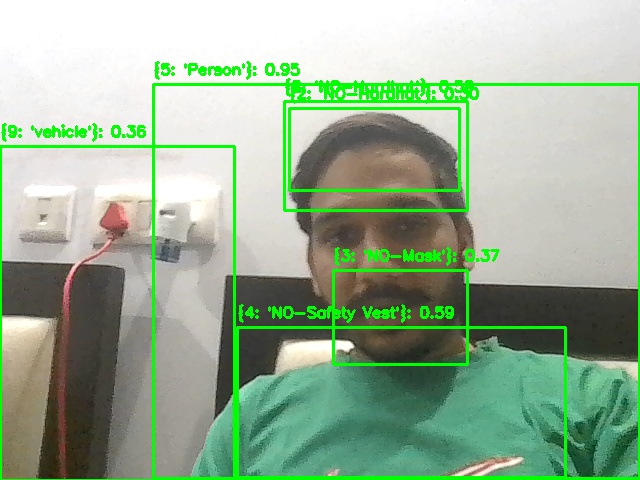 {5: 'Person'}: 0.95
'NO-Hardhat'}: 0.50
{9: 'vehicle'}: 0.36
{3: 'NO-Mask'}: 0.37
{4: 'NO-Safety Vest'}: 0.59